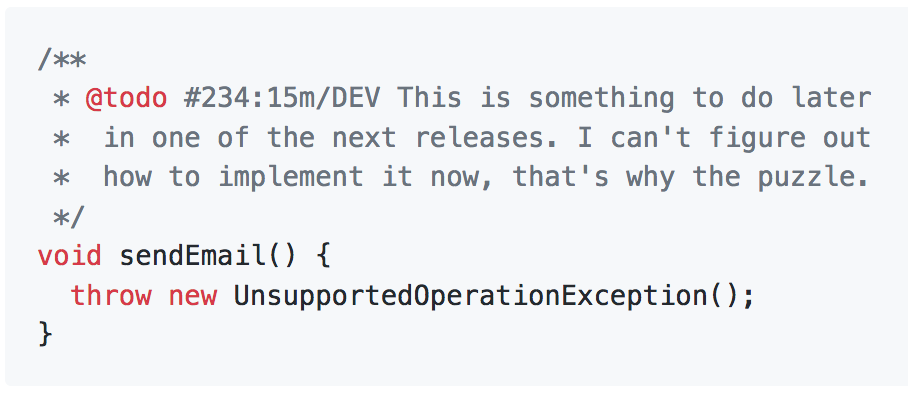 /**
 * @todo #234:15m/DEV This is something to do later
 *  in one of the next releases. I can't figure out
 *  how to implement it now, that's why the puzzle.
 */
void sendEmail() {
  throw new UnsupportedOperationException();
}